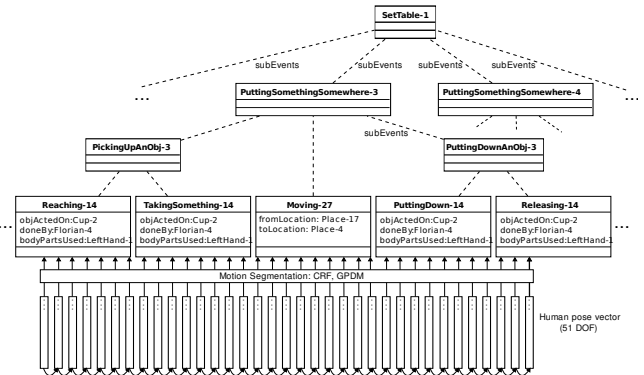 SetTable-1
subEvents subEvents subEvents subEvents
... PuttingSomethingSomewhere-3 PuttingSomethingSomewhere-4 ...
subEvents
PickingUpAnObj-3 PuttingDownAnObj-3
Reaching-14 TakingSomething-14 Moving-27 PuttingDown-14 Releasing-14
... objActedOn:Cup-2 objActedOn:Cup-2 fromLocation: Place-17 objActedOn:Cup-2 objActedOn:Cup-2 ...
doneBy:Florian-4 doneBy:Florian-4 toLocation: Place-4 doneBy:Florian-4 doneBy:Florian-4
bodyPartsUsed:LeftHand-1 bodyPartsUsed:LeftHand-1 bodyPartsUsed:LeftHand-1 bodyPartsUsed:LeftHand-1
Motion Segmentation: CRF, GPDM
Human pose vector
(51 DOF)